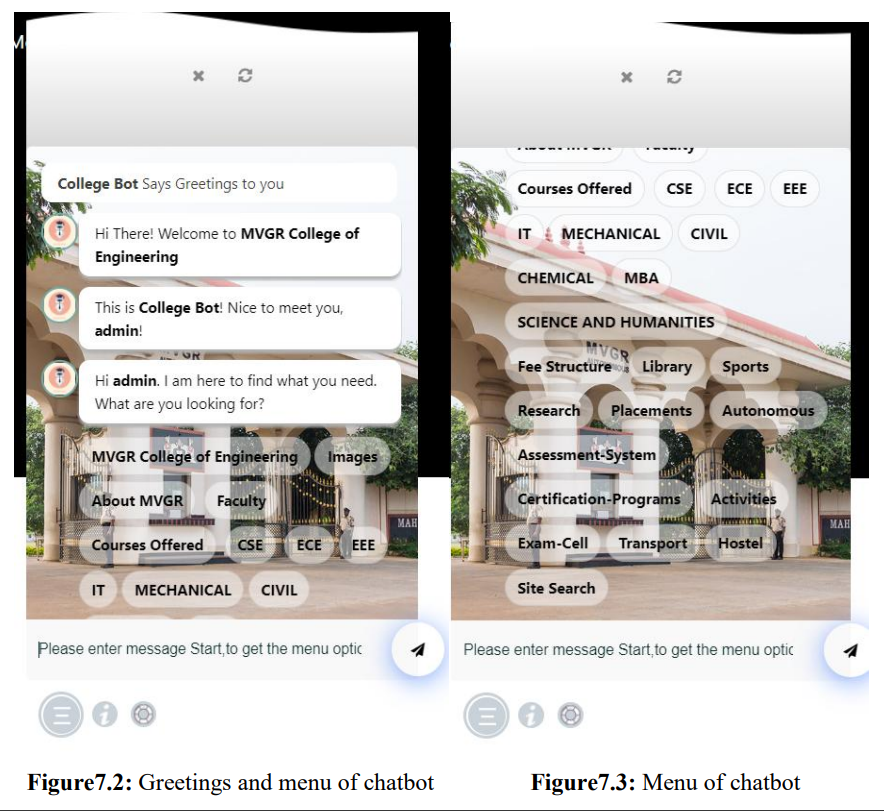 College Bot Says Greetings to you
Hi There! Welcome to MVGR College of
Engineering
This is College Bot! Nice to meet you,
admin!
Hi admin. I am here to find what you need.
What are you looking for?
MVGR College of Engineering Images
About MVGR Faculty
Courses Offered CSE ECE EEE
IT MECHANICAL CIVIL
MAH
Please enter message Start,to get the menu optic
Figure7.2: Greetings and menu of chatbot
About MVGR Faculty
Courses Offered CSE ECE EEE
IT MECHANICAL CIVIL
CHEMICAL MBA
SCIENCE AND HUMANITIES
MVGR
Fee Structure Library Sports
Research Placements Autonomous
Assessment-System
Certification-Programs Activities
Exam-Cell Transport Hostel
MAH
Site Search
Please enter message Start,to get the menu optic
Figure7.3: Menu of chatbot